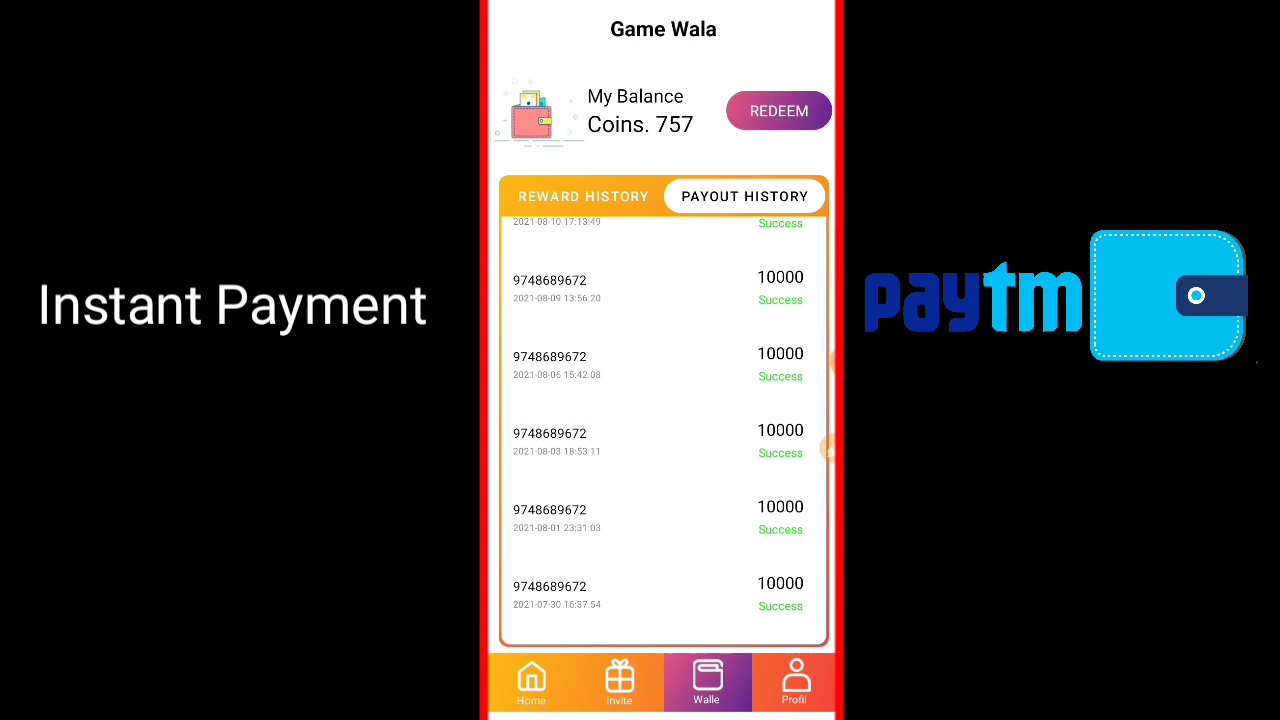 Game Wala
My Balance
Coins. 757
REDEEM
REWARD HISTORY
PAYOUT HISTORY
2021-08-10 17:13:49
Success
9748689672
10000
2021-08-09 13:56:20
Success
9748689672
10000
2021-08-06 15:42:08
Success
9748689672
10000
2021-08-03 18:53:11
Success
9748689672
10000
2021-08-01 23:31:03
Success
9748689672
10000
2021-07-30 16:37:54
Success
Home
Invite
Walle
Profil
Instant Payment
paytm